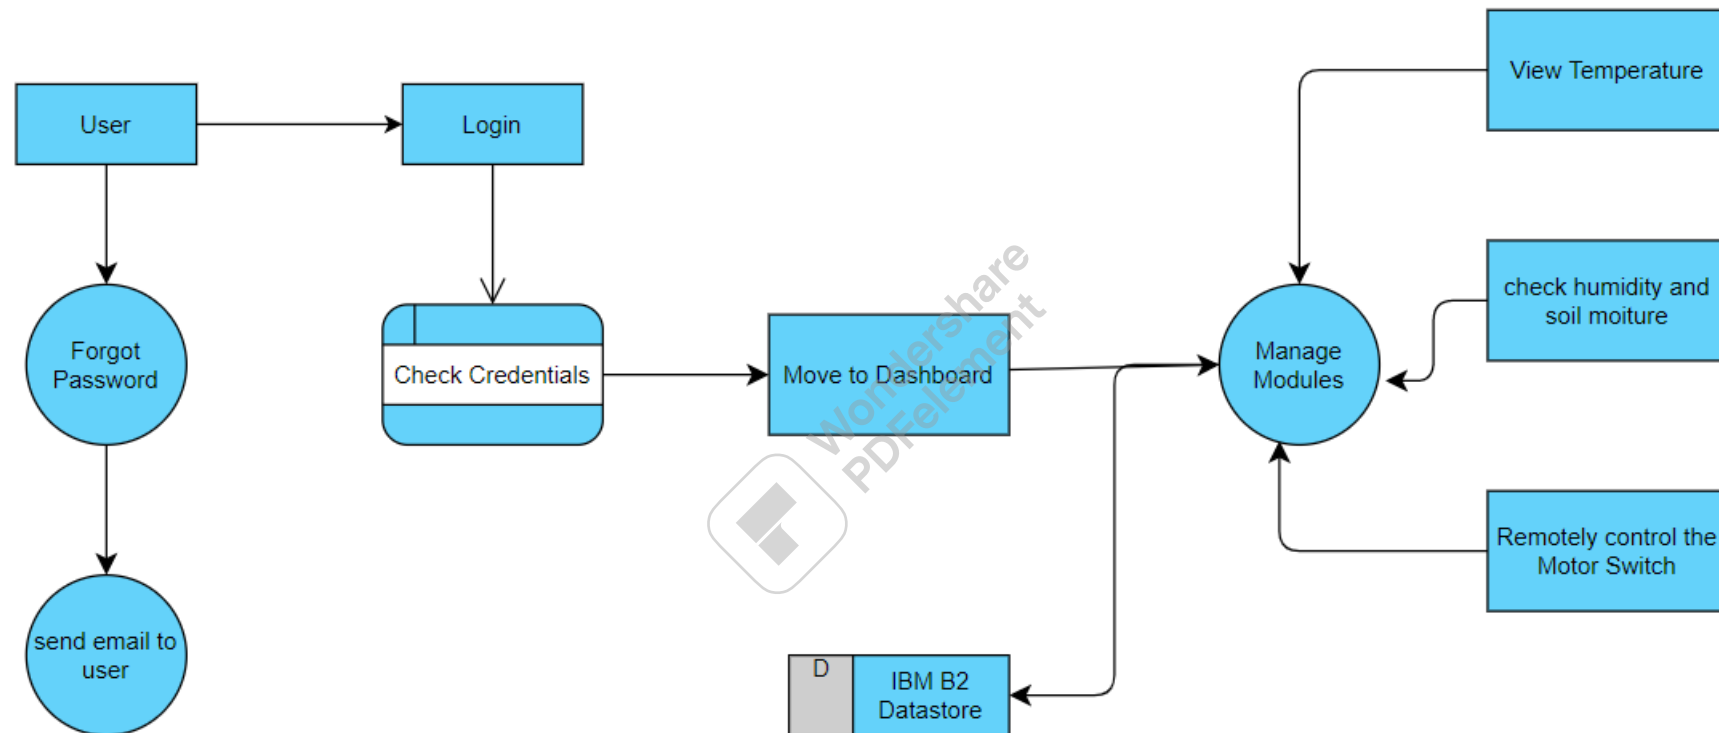 View Temperature
User
Login
check humidity and
soil moiture
Forgot
Password
Check Credentials
Move to Dashboard
Manage
Modules
Wondershare
PDFelement
Remotely control the
Motor Switch
send email to
user
D
IBM B2
Datastore